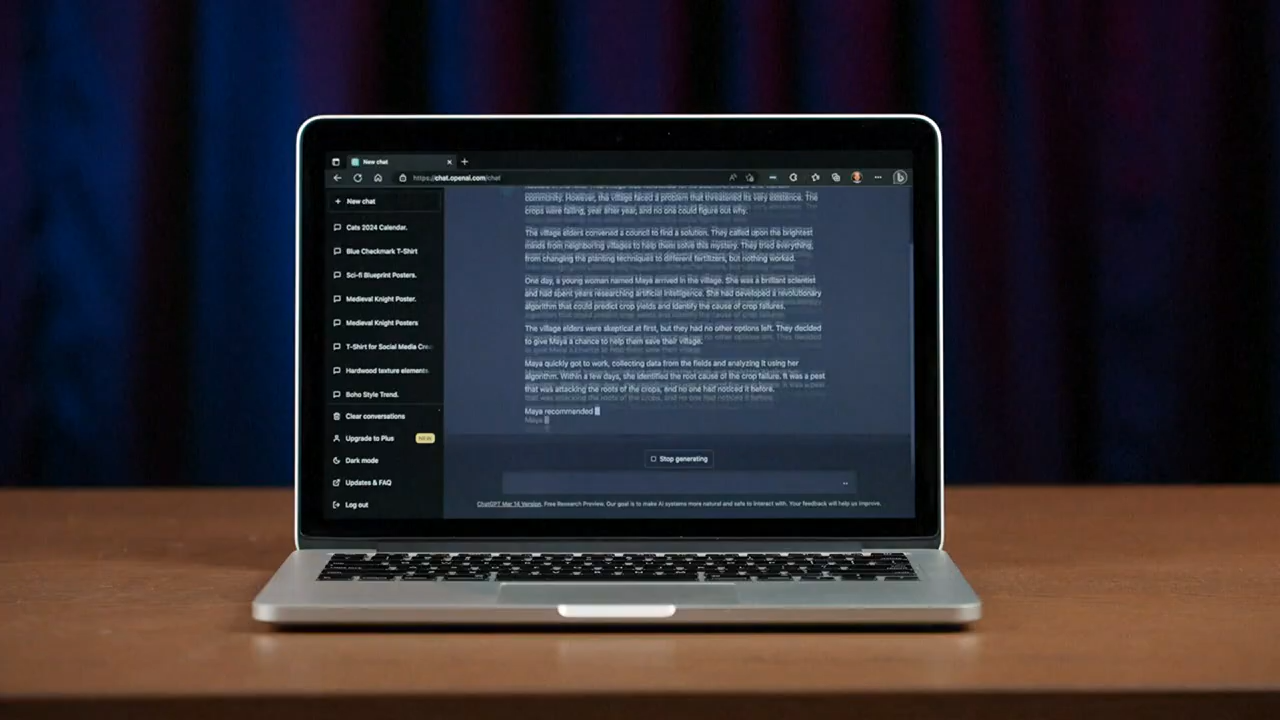 New chat
https://chat.openai.com/chat
New chat
Cats 2024 Calendar.
Blue Checkmark T-Shirt
Sci-fi Blueprint Posters.
Medieval Knight Poster.
Medieval Knight Posters
T-Shirt for Social Media Cre
Hardwood texture elements.
Boho Style Trend.
Clear conversations
Upgrade to Plus NEW
Dark mode
Updates & FAQ
Log out
community. However, the village faced a problem that threatened its very existence. The
crops were failing, year after year, and no one could figure out why.
The village elders convened a council to find a solution. They called upon the brightest
minds from neighboring villages to help them solve this mystery. They tried everything,
from changing the planting techniques to different fertilizers, but nothing worked.
One day, a young woman named Maya arrived in the village. She was a brilliant scientist
and had spent years researching artificial intelligence. She had developed a revolutionary
algorithm that could predict crop yields and identify the cause of crop failures.
The village elders were skeptical at first, but they had no other options left. They decided
to give Maya a chance to help them save their village.
Maya quickly got to work, collecting data from the fields and analyzing it using her
algorithm. Within a few days, she identified the root cause of the crop failure. It was a pest
that was attacking the roots of the crops, and no one had noticed it before.
Maya recommended
Maya
Stop generating
ChatGPT Mar 14 Version. Free Research Preview. Our goal is to make AI systems more natural and safe to interact with. Your feedback will help us improve.